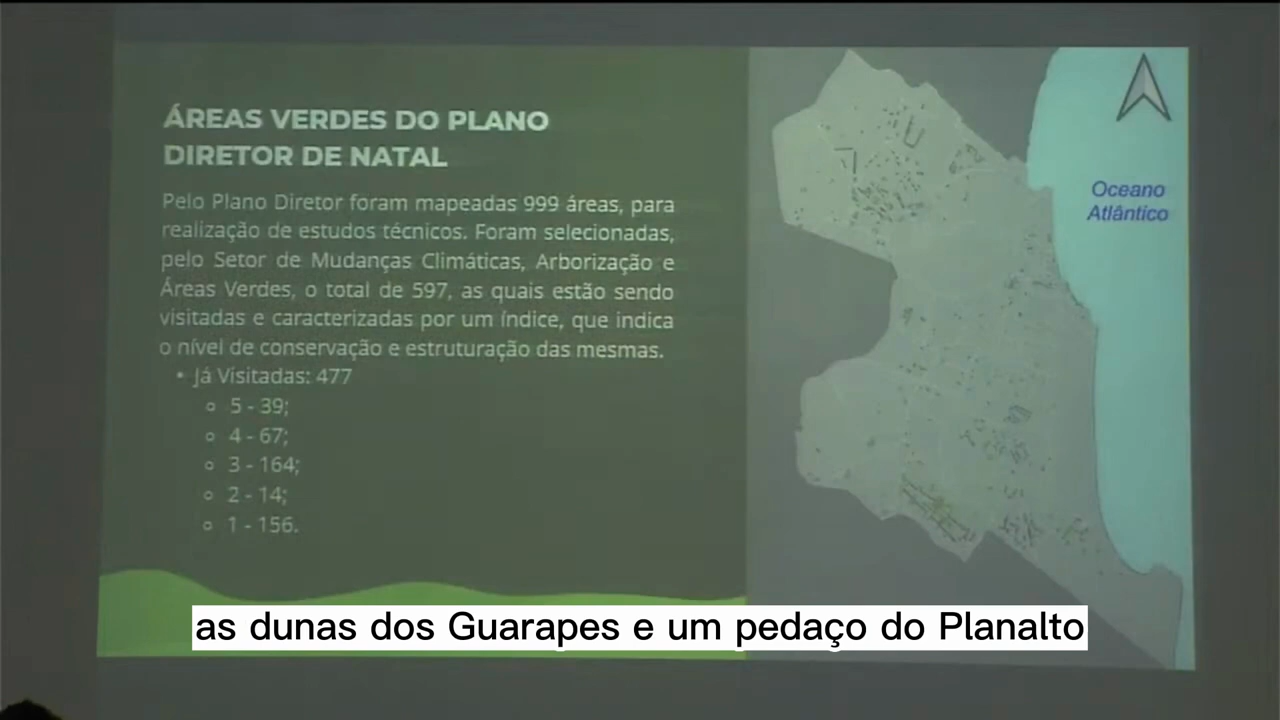 ÁREAS VERDES DO PLANO
DIRETOR DE NATAL
Pelo Plano Diretor foram mapeadas 999 áreas, para
realização de estudos técnicos. Foram selecionadas,
pelo Setor de Mudanças Climáticas, Arborização e
Áreas Verdes, o total de 597, as quais estão sendo
visitadas e caracterizadas por um índice, que indica
o nível de conservação e estruturação das mesmas.
• Já Visitadas: 477
○ 5 - 39;
○ 4 - 67;
○ 3 - 164;
○ 2 - 14;
○ 1 - 156.
Oceano
Atlântico
as dunas dos Guarapes e um pedaço do Planalto